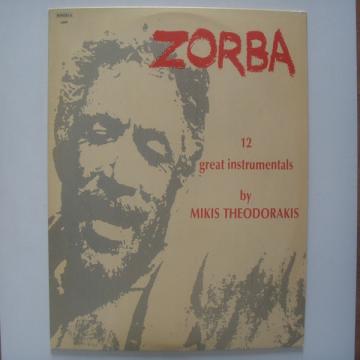 ZORBA
12
great instrumentals
by
MIKIS THEODORAKIS